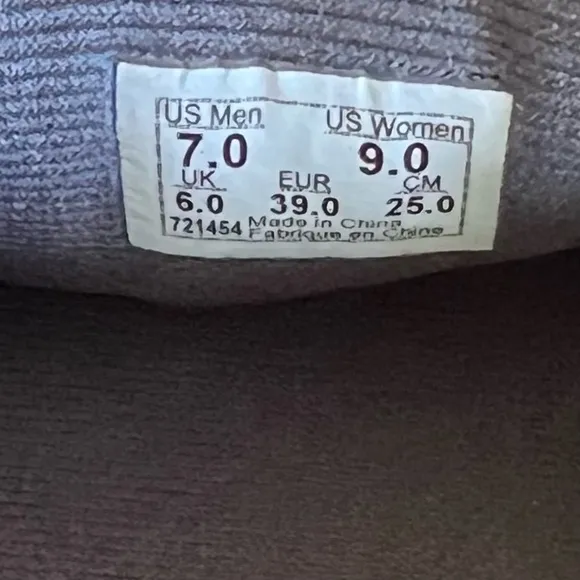 US Men US Women
7.0 9.0
UK EUR CM
6.0 39.0 25.0
721454 Made in China
Fabrique en Chine